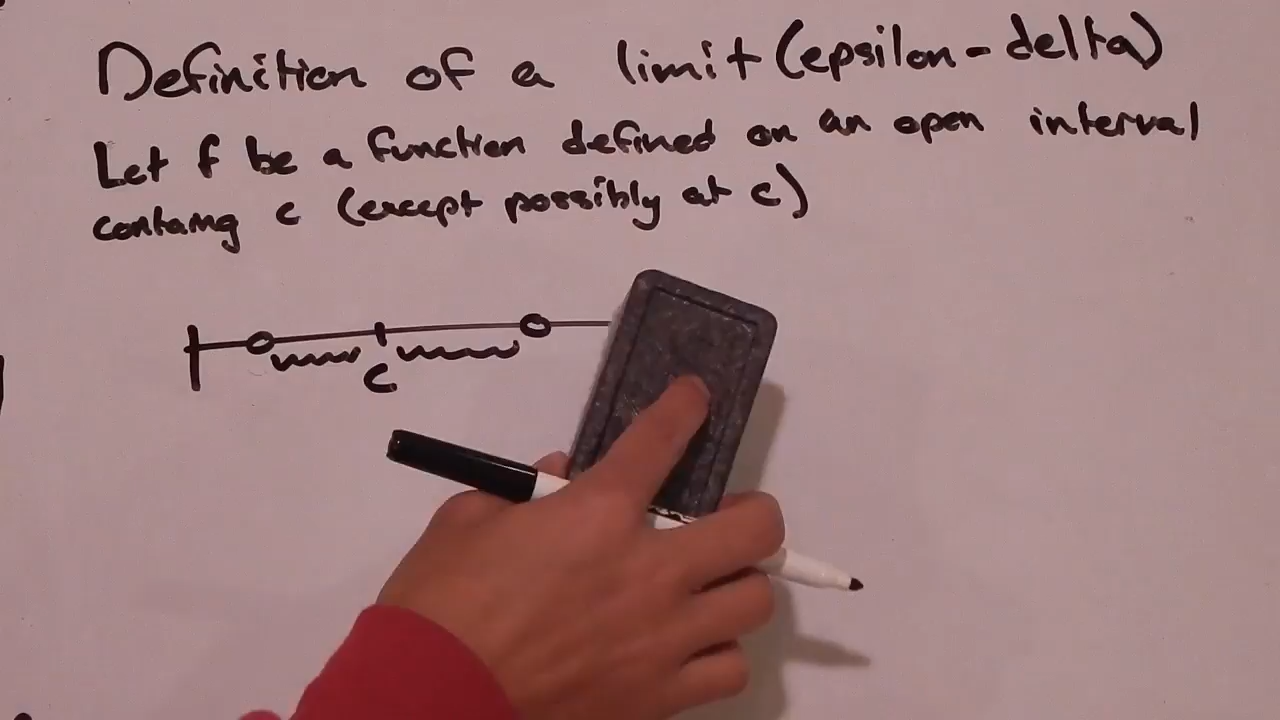 Definition of a limit (epsilon-delta)
Let f be a function defined on an open interval
containg c (except possibly at c)
c